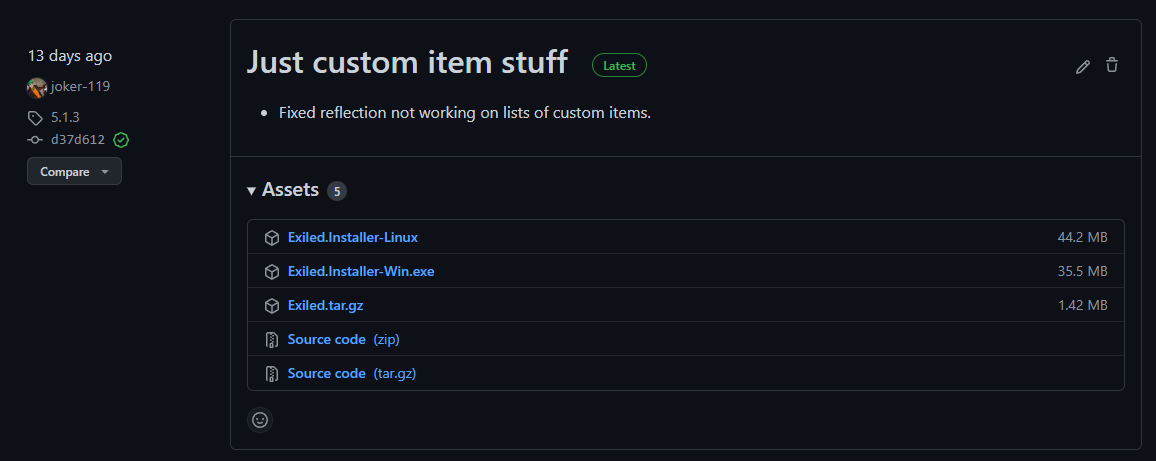 13 days ago
joker-119
5.1.3
d37d612
Compare
Just custom item stuff Latest
Fixed reflection not working on lists of custom items.
Assets 5
Exiled.Installer-Linux 44.2 MB
Exiled.Installer-Win.exe 35.5 MB
Exiled.tar.gz 1.42 MB
Source code (zip)
Source code (tar.gz)